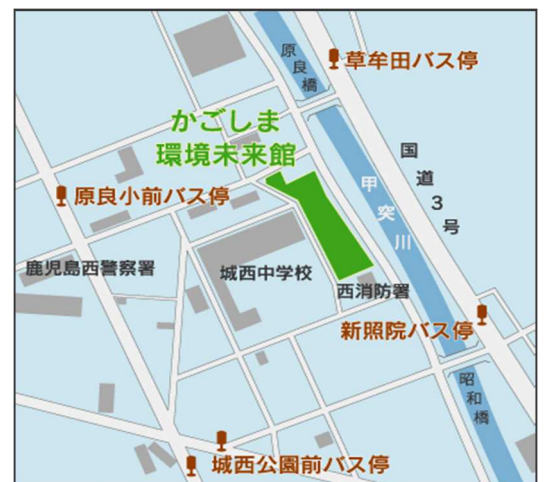 原良橋
草牟田バス停
かごしま
環境未来館
国道3号
甲突川
原良小前バス停
鹿児島西警察署
城西中学校
西消防署
新照院バス停
昭和橋
城西公園前バス停